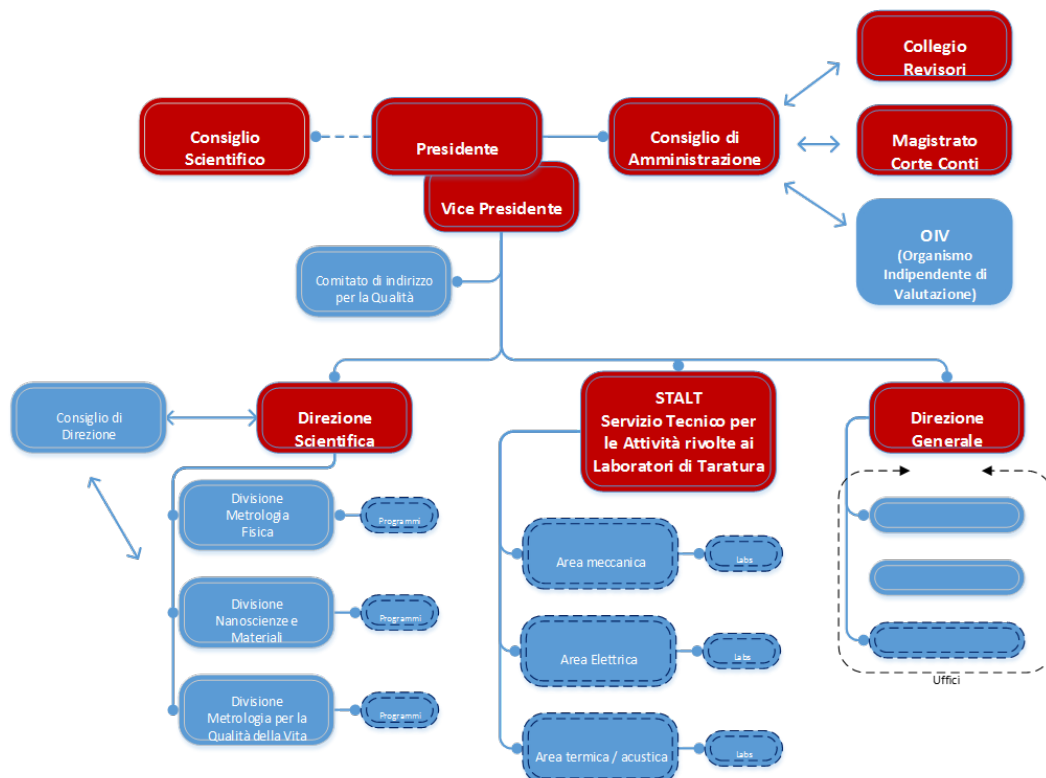 Collegio
Revisori
Consiglio
Scientifico
Presidente
Consiglio di
Amministrazione
Magistrato
Corte Conti
Vice Presidente
OIV
(Organismo
Indipendente di
Valutazione)
Comitato di indirizzo
per la Qualità
Consiglio di
Direzione
Direzione
Scientifica
STALT
Servizio Tecnico per
le Attività rivolte ai
Laboratori di Taratura
Direzione
Generale
Divisione
Metrologia
Fisica
Programmi
Area meccanica
Labs
Divisione
Nanoscienze e
Materiali
Programmi
Area Elettrica
Labs
Uffici
Divisione
Metrologia per la
Qualità della Vita
Programmi
Area termica / acustica
Labs